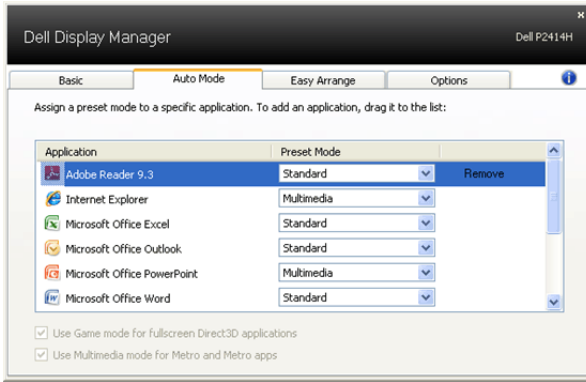 Dell Display Manager
Dell P2414H
Basic
Auto Mode
Easy Arrange
Options
Assign a preset mode to a specific application. To add an application, drag it to the list:
Application Preset Mode
Adobe Reader 9.3 Standard Remove
Internet Explorer Multimedia
Microsoft Office Excel Standard
Microsoft Office Outlook Standard
Microsoft Office PowerPoint Multimedia
Microsoft Office Word Standard
Use Game mode for fullscreen Direct3D applications
Use Multimedia mode for Metro and Metro apps